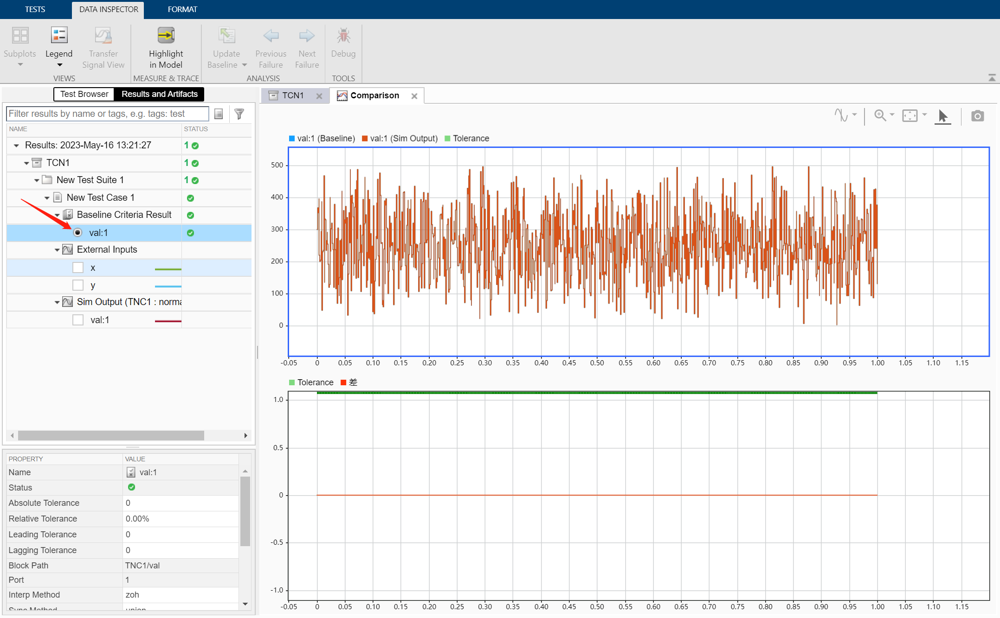 TESTS DATA INSPECTOR FORMAT
Subplots Legend Transfer Signal View Highlight in Model Update Baseline Previous Failure Next Failure Debug
VIEWS MEASURE & TRACE ANALYSIS TOOLS
Test Browser Results and Artifacts
Filter results by name or tags, e.g. tags: test
NAME STATUS
Results: 2023-May-16 13:21:27 1
TCN1 1
New Test Suite 1 1
New Test Case 1
Baseline Criteria Result
val:1
External Inputs
x
y
Sim Output (TNC1 : norma
val:1
PROPERTY VALUE
Name val:1
Status
Absolute Tolerance 0
Relative Tolerance 0.00%
Leading Tolerance 0
Lagging Tolerance 0
Block Path TNC1/val
Port 1
Interp Method zoh
Sync Method union
TCN1 Comparison
val:1 (Baseline) val:1 (Sim Output) Tolerance
500
400
300
200
100
0
-0.05 0 0.05 0.10 0.15 0.20 0.25 0.30 0.35 0.40 0.45 0.50 0.55 0.60 0.65 0.70 0.75 0.80 0.85 0.90 0.95 1.00 1.05 1.10 1.15
Tolerance 差
1.0
0.5
0
-0.5
-1.0
-0.05 0 0.05 0.10 0.15 0.20 0.25 0.30 0.35 0.40 0.45 0.50 0.55 0.60 0.65 0.70 0.75 0.80 0.85 0.90 0.95 1.00 1.05 1.10 1.15